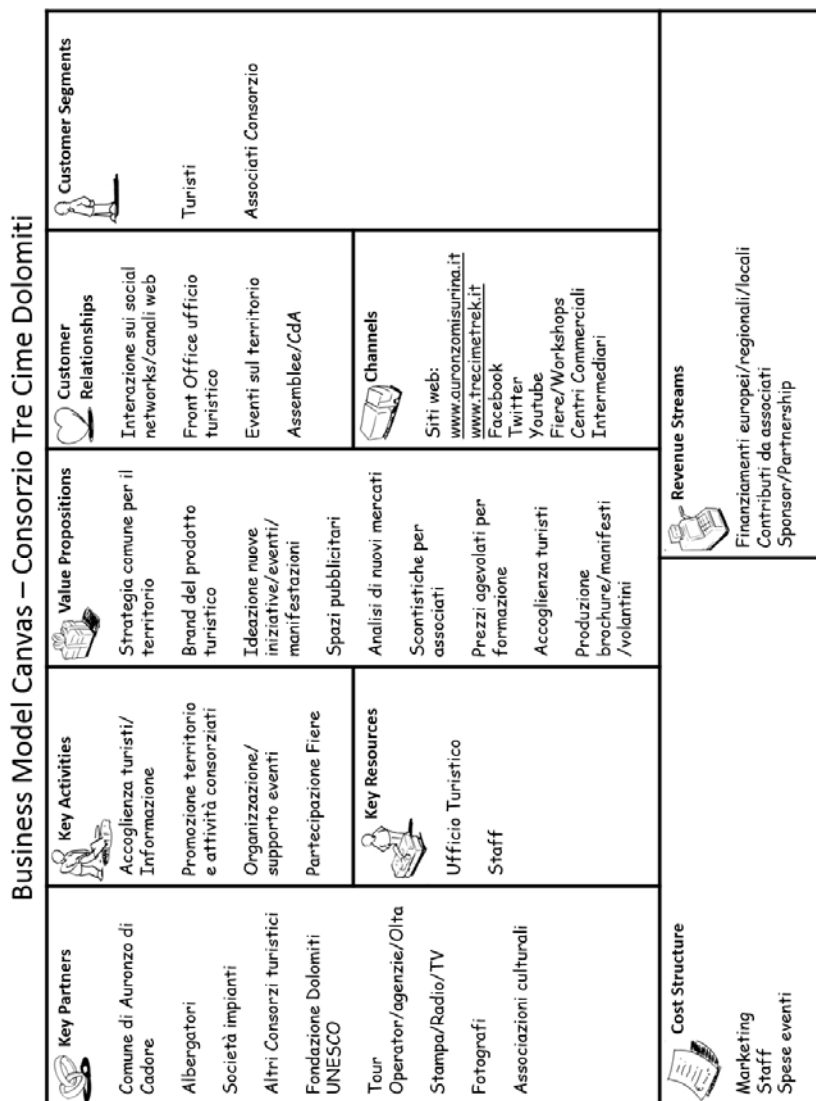 Business Model Canvas – Consorzio Tre Cime Dolomiti
Key Partners
Comune di Auronzo di
Cadore
Albergatori
Società impianti
Altri Consorzi turistici
Fondazione Dolomiti
UNESCO
Tour
Operator/agenzie/Olta
Stampa/Radio/TV
Fotografi
Associazioni culturali
Key Activities
Accoglienza turisti/
Informazione
Promozione territorio
e attività consorziati
Organizzazione/
supporto eventi
Partecipazione Fiere
Key Resources
Ufficio Turistico
Staff
Value Propositions
Strategia comune per il
territorio
Brand del prodotto
turistico
Ideazione nuove
iniziative/eventi/
manifestazioni
Spazi pubblicitari
Analisi di nuovi mercati
Scontistiche per
associati
Prezzi agevolati per
formazione
Accoglienza turisti
Produzione
brochure/manifesti
/volantini
Customer
Relationships
Interazione sui social
networks/canali web
Front Office ufficio
turistico
Eventi sul territorio
Assemblee/CdA
Channels
Siti web:
www.auronzomisurina.it
www.trecimetrek.it
Facebook
Twitter
Youtube
Fiere/Workshops
Centri Commerciali
Intermediari
Customer Segments
Turisti
Associati Consorzio
Cost Structure
Marketing
Staff
Spese eventi
Revenue Streams
Finanziamenti europei/regionali/locali
Contributi da associati
Sponsor/Partnership